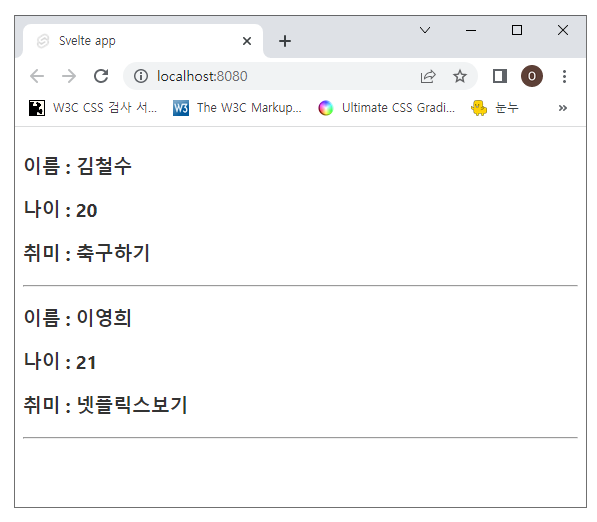 Svelte app
localhost:8080
O
W3C CSS 검사 서...
W3
The W3C Markup...
Ultimate CSS Gradi...
눈누
이름 : 김철수
나이 : 20
취미 : 축구하기
이름 : 이영희
나이 : 21
취미 : 넷플릭스보기